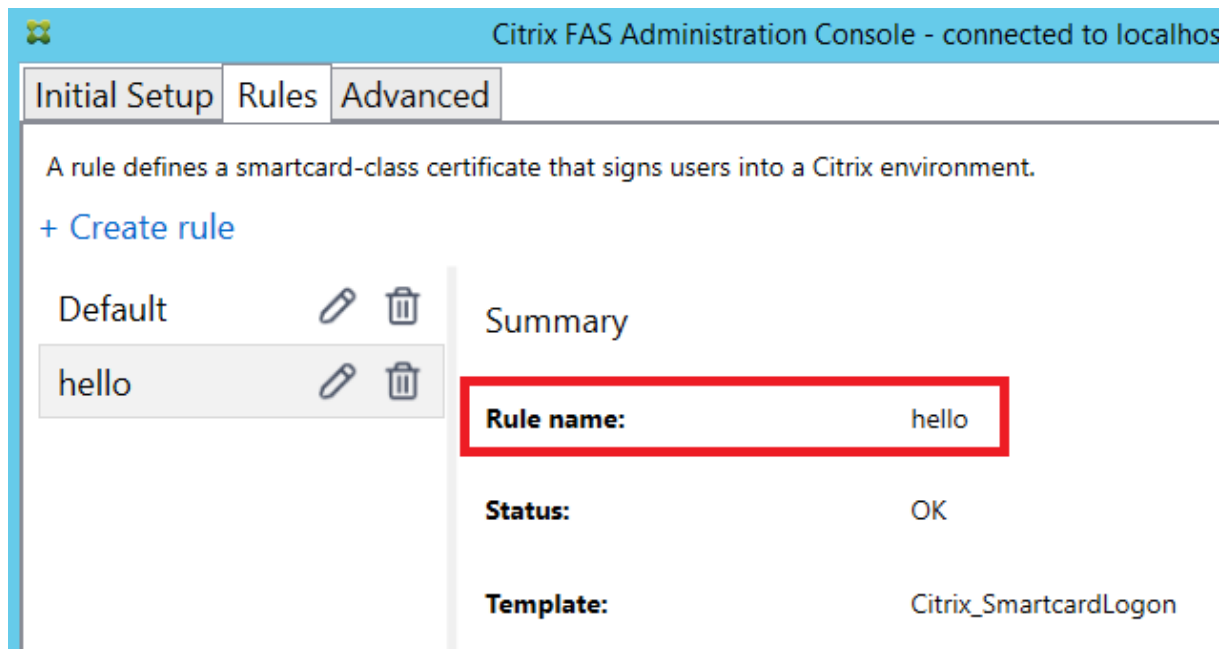 Citrix FAS Administration Console - connected to localhos
Initial Setup Rules Advanced
A rule defines a smartcard-class certificate that signs users into a Citrix environment.
+ Create rule
Default
hello
Summary
Rule name: hello
Status: OK
Template: Citrix_SmartcardLogon